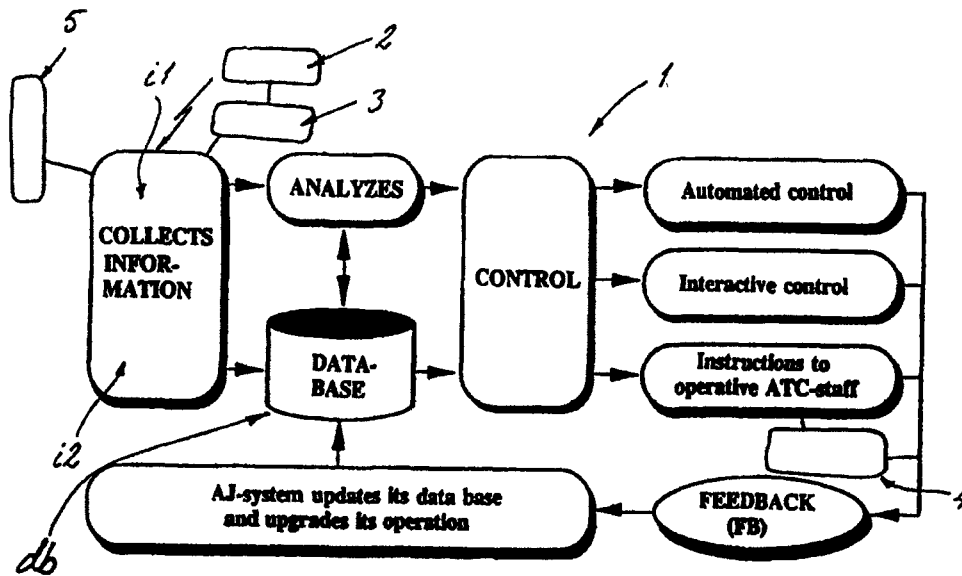 5
i1
2
3
1
COLLECTS
INFOR-
MATION
ANALYZES
CONTROL
Automated control
Interactive control
DATA-
BASE
Instructions to
operative ATC-staff
i2
AJ-system updates its data base
and upgrades its operation
FEEDBACK
(FB)
4
db